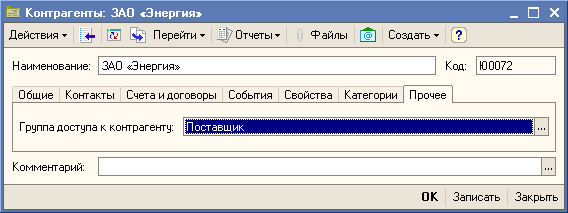 Контрагенты: ЗАО «Энергия»
Действия Перейти Отчеты Файлы Создать ?
Наименование: ЗАО «Энергия» Код: Ю0072
Общие Контакты Счета и договоры События Свойства Категории Прочее
Группа доступа к контрагенту: Поставщик ...
Комментарий: ...
OK Записать Закрыть